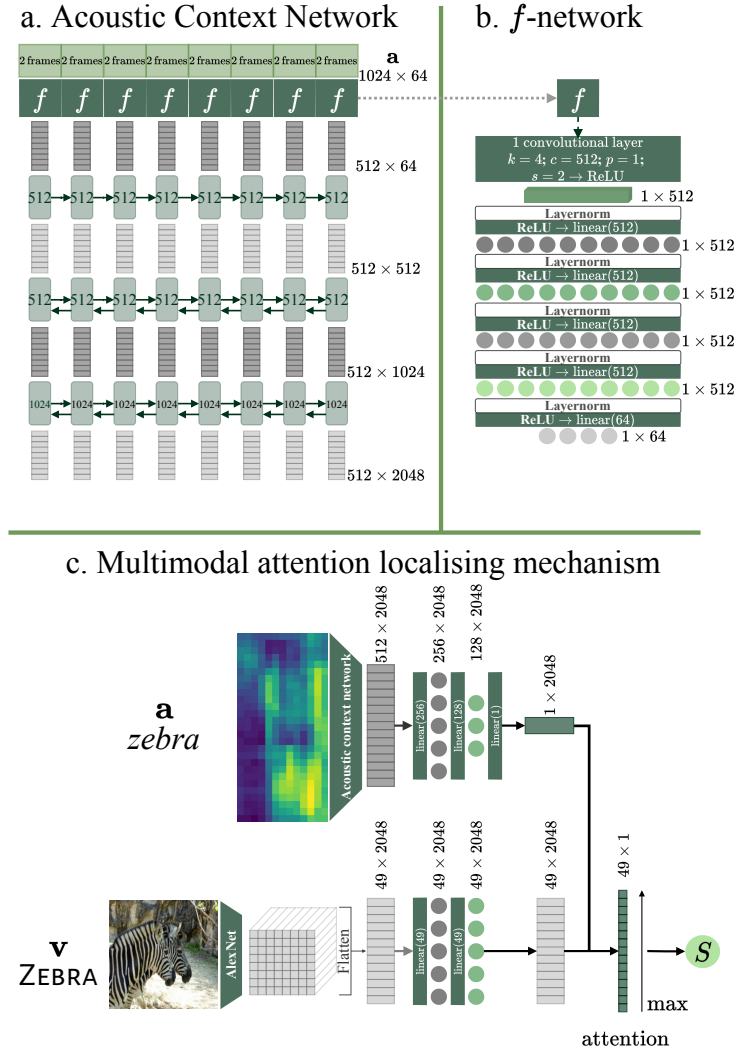 a. Acoustic Context Network
2 frames 2 frames 2 frames 2 frames 2 frames 2 frames 2 frames 2 frames
a
1024 × 64
f f f f f f f f
512 × 64
512 512 512 512 512 512 512 512
512 × 512
512 512 512 512 512 512 512 512
512 × 1024
1024 1024 1024 1024 1024 1024 1024 1024
512 × 2048
b. f-network
f
1 convolutional layer
k = 4; c = 512; p = 1;
s = 2 → ReLU
1 × 512
Layernorm
ReLU → linear(512)
1 × 512
Layernorm
ReLU → linear(512)
1 × 512
Layernorm
ReLU → linear(512)
1 × 512
Layernorm
ReLU → linear(512)
1 × 512
Layernorm
ReLU → linear(64)
1 × 64
c. Multimodal attention localising mechanism
a
zebra
Acoustic context network
512 × 2048
linear(256)
256 × 2048
linear(128)
128 × 2048
linear(1)
1 × 2048
v
ZEBRA
AlexNet
Flatten
49 × 2048
linear(49)
49 × 2048
linear(49)
49 × 2048
49 × 2048
49 × 1
max
attention
S